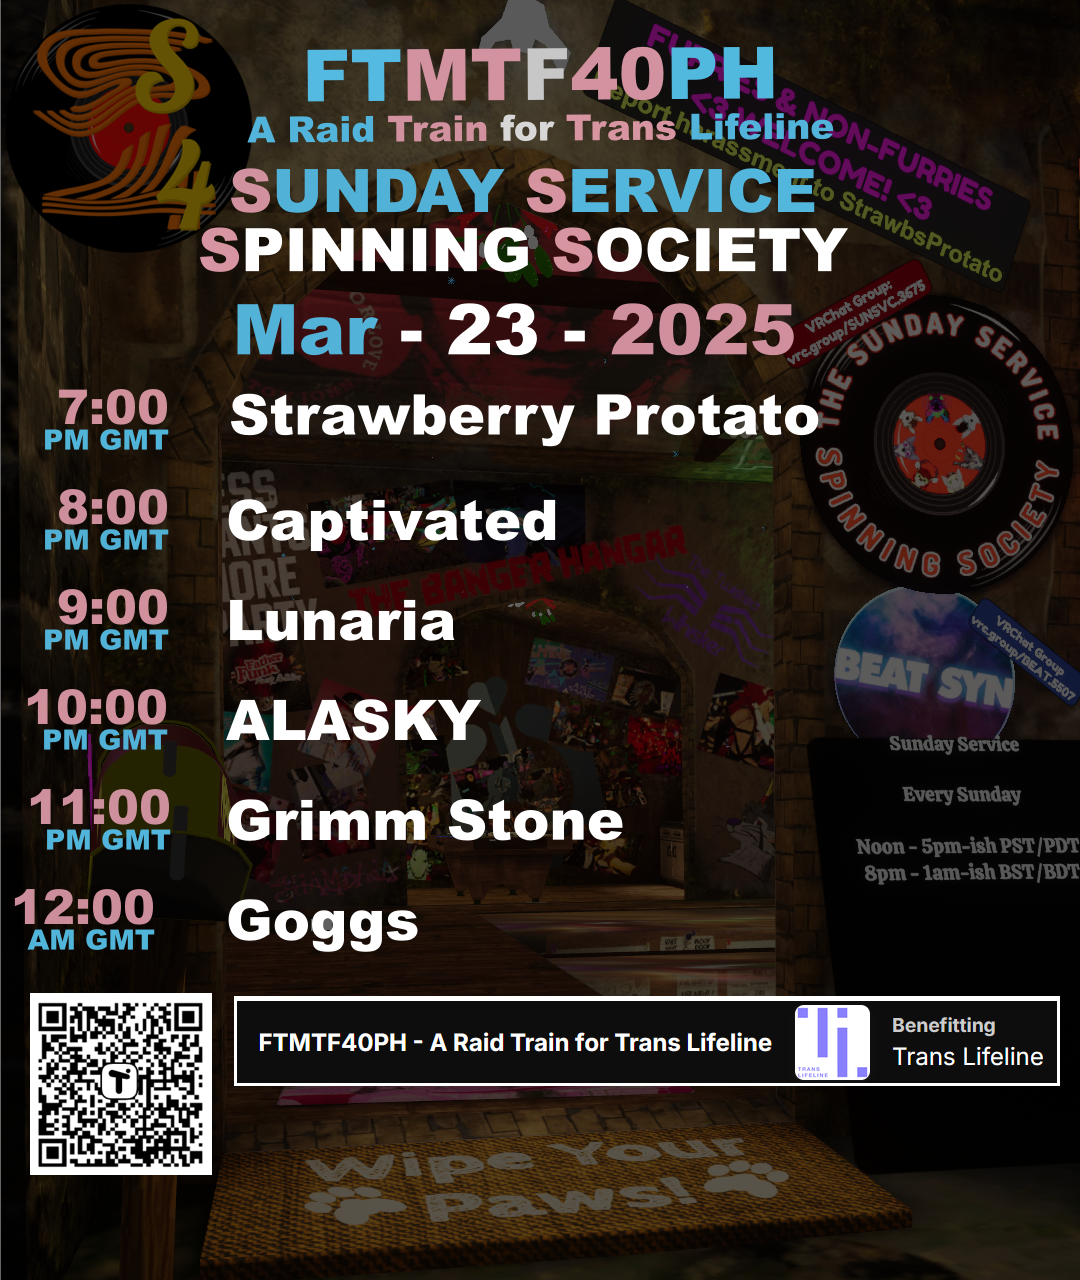 S
S4
FURRIES & NON-FURRIES
<3 WELCOME! <3
report harassment to StrawbsProtato
FTMTF40PH
A Raid Train for Trans Lifeline
SUNDAY SERVICE
SPINNING SOCIETY
Mar - 23 - 2025
VRChat Group:
vrc.group/SUNSVC.3675
THE SUNDAY SERVICE
SPINNING SOCIETY
7:00
PM GMT
Strawberry Protato
8:00
PM GMT
Captivated
THE BANGER HANGAR
9:00
PM GMT
Lunaria
VRChat Group
vrc.group/BEAT.5507
BEAT SYN
Father
Funk
10:00
PM GMT
ALASKY
Sunday Service
Every Sunday
Noon - 5pm-ish PST/PDT
8pm - 1am-ish BST/BDT
11:00
PM GMT
Grimm Stone
12:00
AM GMT
Goggs
FTMTF40PH - A Raid Train for Trans Lifeline
TRANS
LIFELINE
Benefitting
Trans Lifeline
Wipe Your
Paws!